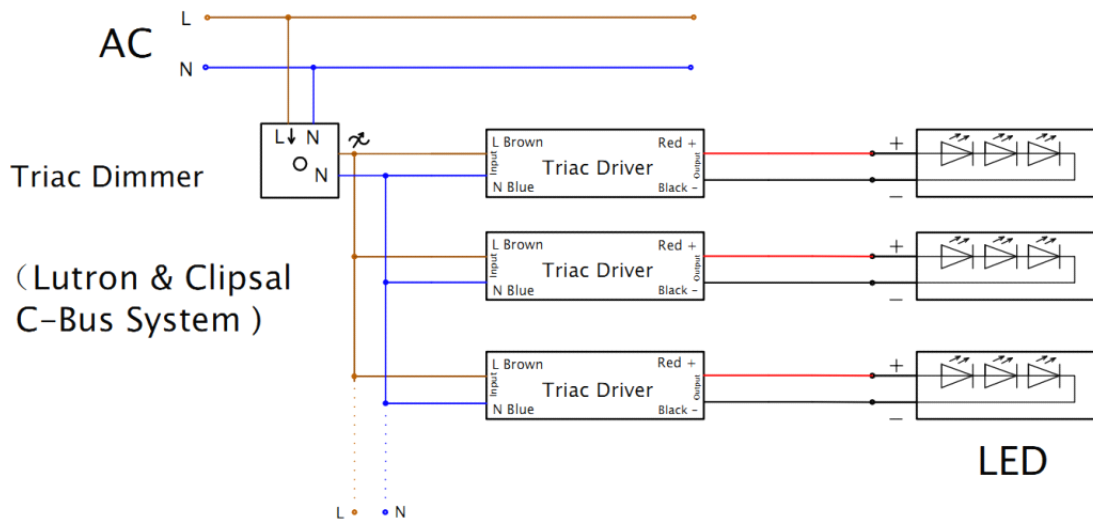 L
AC
N
L N
N
Triac Dimmer
(Lutron & Clipsal
C-Bus System )
L Brown
Red +
Input
Triac Driver
Output
N Blue
Black -
+
-
L Brown
Red +
Input
Triac Driver
Output
N Blue
Black -
+
-
L Brown
Red +
Input
Triac Driver
Output
N Blue
Black -
+
-
LED
L
N